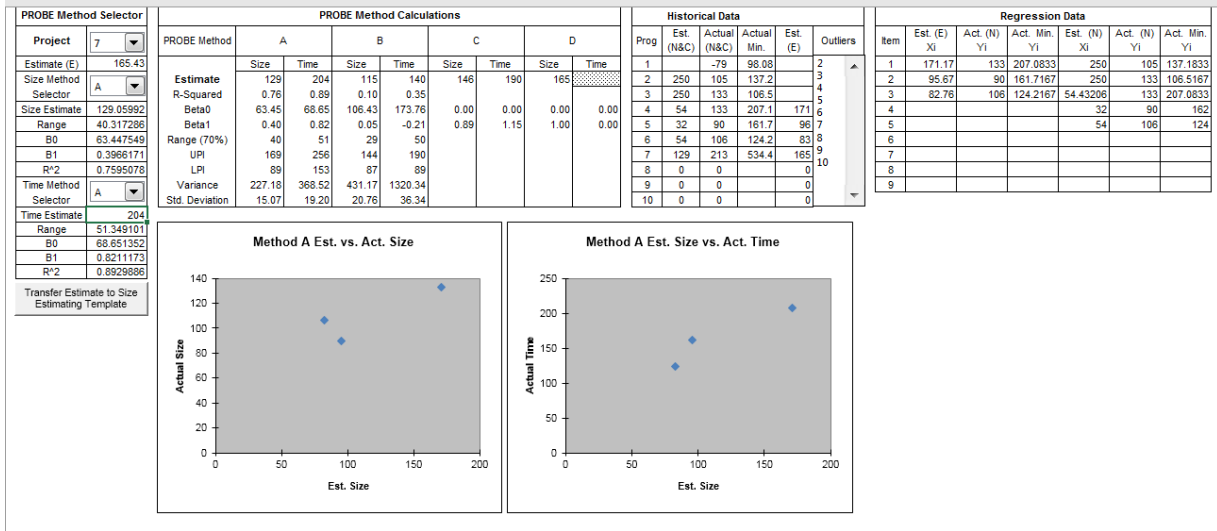 PROBE Method Selector
Project 7
Estimate (E) 165.43
Size Method Selector A
Size Estimate 129.05992
Range 40.317286
B0 63.447549
B1 0.3966171
R^2 0.7595078
Time Method Selector A
Time Estimate 204
Range 51.349101
B0 68.651352
B1 0.8211173
R^2 0.8929886
Transfer Estimate to Size
Estimating Template
PROBE Method Calculations
PROBE Method A B C D
Size Time Size Time Size Time Size Time
Estimate 129 204 115 140 146 190 165
R-Squared 0.76 0.89 0.10 0.35
Beta0 63.45 68.65 106.43 173.76 0.00 0.00 0.00 0.00
Beta1 0.40 0.82 0.05 -0.21 0.89 1.15 1.00 0.00
Range (70%) 40 51 29 50
UPI 169 256 144 190
LPI 89 153 87 89
Variance 227.18 368.52 431.17 1320.34
Std. Deviation 15.07 19.20 20.76 36.34
Historical Data
Prog Est. (N&C) Actual (N&C) Actual Min. Est. (E) Outliers
1 -79 98.08
2 250 105 137.2
3 250 133 106.5
4 54 133 207.1 171
5 32 90 161.7 96
6 54 106 124.2 83
7 129 213 534.4 165
8 0 0 0
9 0 0 0
10 0 0 0
2
3
4
5
6
7
8
9
10
Regression Data
Item Est. (E) Xi Act. (N) Yi Act. Min. Yi Est. (N) Xi Act. (N) Yi Act. Min. Yi
1 171.17 133 207.0833 250 105 137.1833
2 95.67 90 161.7167 250 133 106.5167
3 82.76 106 124.2167 54.43206 133 207.0833
4 32 90 162
5 54 106 124
6
7
8
9
Method A Est. vs. Act. Size
Actual Size
140
120
100
80
60
40
20
0
0 50 100 150 200
Est. Size
Method A Est. Size vs. Act. Time
Actual Time
250
200
150
100
50
0
0 50 100 150 200
Est. Size